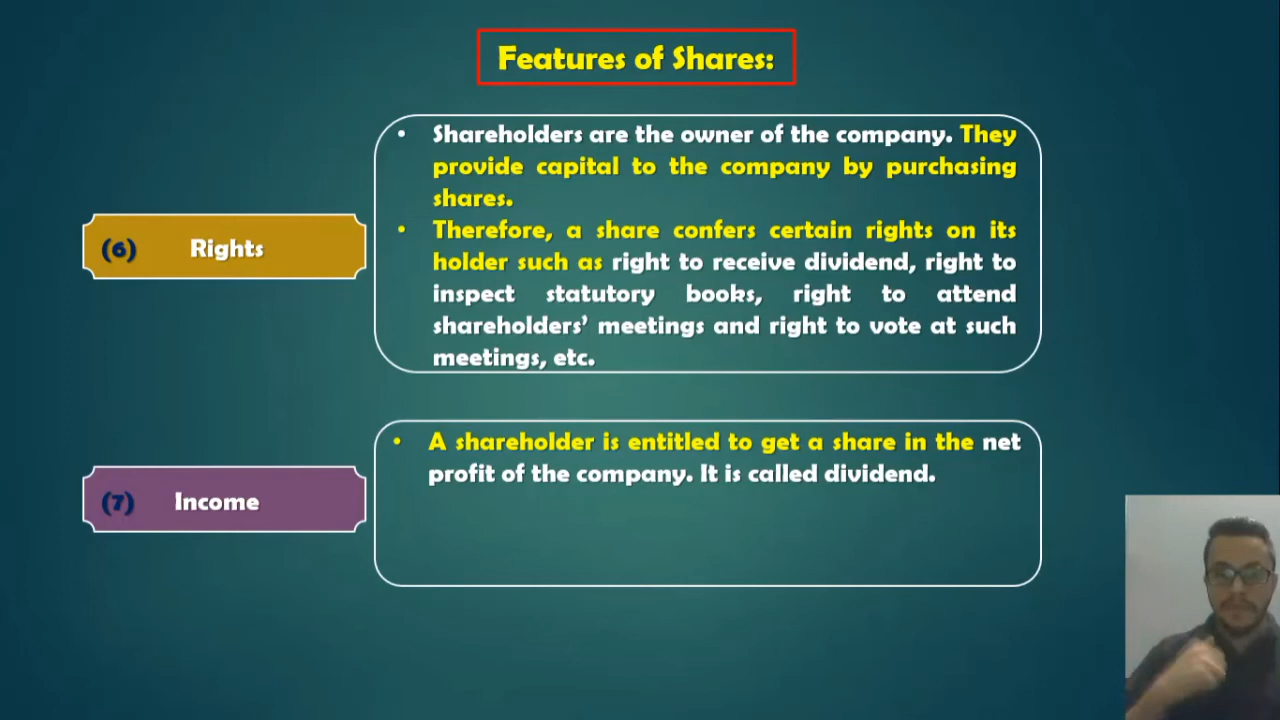 Features of Shares:
• Shareholders are the owner of the company. They
provide capital to the company by purchasing
shares.
• Therefore, a share confers certain rights on its
holder such as right to receive dividend, right to
inspect statutory books, right to attend
shareholders’ meetings and right to vote at such
meetings, etc.
(6) Rights
• A shareholder is entitled to get a share in the net
profit of the company. It is called dividend.
(7) Income